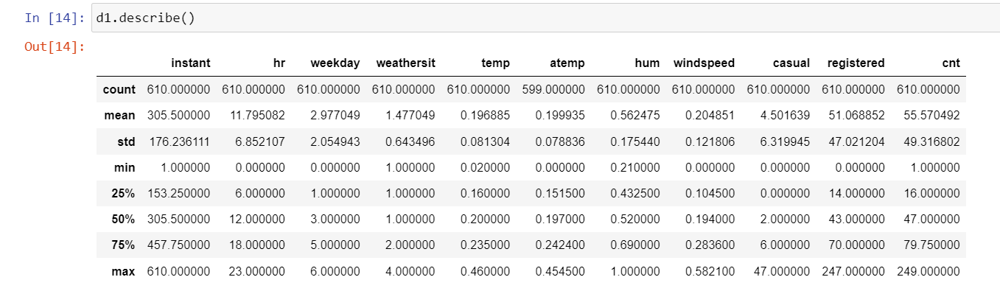 In [14]: d1.describe()
Out[14]:
instant hr weekday weathersit temp atemp hum windspeed casual registered cnt
count 610.000000 610.000000 610.000000 610.000000 610.000000 599.000000 610.000000 610.000000 610.000000 610.000000 610.000000
mean 305.500000 11.795082 2.977049 1.477049 0.196885 0.199935 0.562475 0.204851 4.501639 51.068852 55.570492
std 176.236111 6.852107 2.054943 0.643496 0.081304 0.078836 0.175440 0.121806 6.319945 47.021204 49.316802
min 1.000000 0.000000 0.000000 1.000000 0.020000 0.000000 0.210000 0.000000 0.000000 0.000000 1.000000
25% 153.250000 6.000000 1.000000 1.000000 0.160000 0.151500 0.432500 0.104500 0.000000 14.000000 16.000000
50% 305.500000 12.000000 3.000000 1.000000 0.200000 0.197000 0.520000 0.194000 2.000000 43.000000 47.000000
75% 457.750000 18.000000 5.000000 2.000000 0.235000 0.242400 0.690000 0.283600 6.000000 70.000000 79.750000
max 610.000000 23.000000 6.000000 4.000000 0.460000 0.454500 1.000000 0.582100 47.000000 247.000000 249.000000